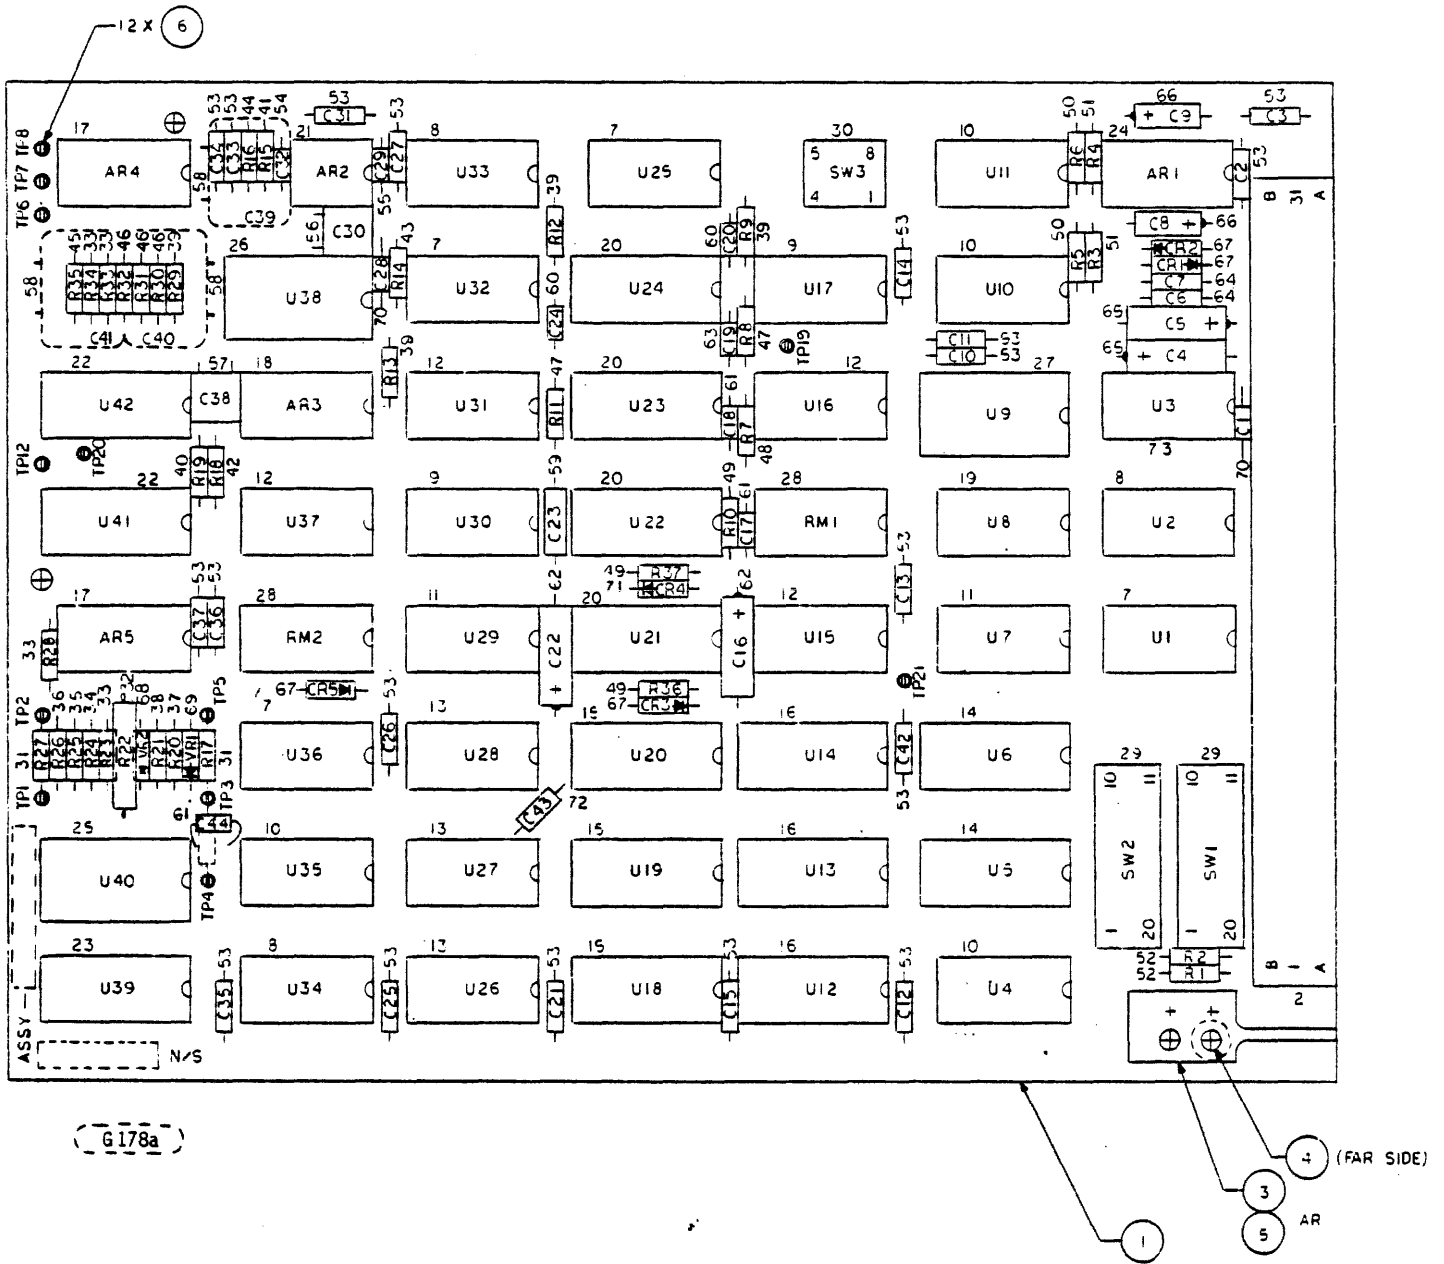 12 X 6
53 53 44 41 54
53
C31
53
50 51
66
+ C9
53
C3
TP8
17
AR4
C34 C33 R16 R15 C32
21
AR2
C29 C27
8
U33
7
U25
30
5 8
SW3
4 1
10
U11
R6 R4
24
AR1
C2
53
TP7
TP6
58
C39
55
39
B 31 A
45 33 33 46 46 46 39
R35 R34 R33 R32 R31 R30 R29
58
58
C41 C40
56
C30
26
U38
C28
70
43
R14
7
U32
R12
60
C24
20
U24
60
C20
R9
39
9
U17
53
C14
10
U10
50
R5 R3
51
C8 +
66
CR2
67
CR1
67
C7
64
C6
64
63
C19
R8
47
TP19
C11
53
C10
53
65
C5 +
65
+ C4
22
U42
57
C38
18
AR3
39
R13
12
U31
47
R11
20
U23
61
C18
R7
48
12
U16
27
U9
U3
73
C1
70
TP12
TP20
40
R19 R18
42
22
U41
12
U37
9
U30
59
C23
20
U22
49
R10
61
C17
28
RM1
19
U8
8
U2
53 53
17
AR5
C37 C36
28
RM2
11
U29
62
C22
+
49
R37
71
CR4
20
U21
62
+
C16
12
U15
53
C13
11
U7
7
U1
33
R28
67
CR5
49
R36
67
CR3
TP21
TP2
36 35 34 33 32 68 38 37 69
TP5
31
R27 R26 R25 R24 R23 R22 VR2 R21 R20 VR1 R17
31
TP1
TP3
7
U36
53
C26
13
U28
15
U20
16
U14
C42
53
14
U6
29
10 11
SW2
1 20
29
10 11
SW1
1 20
61
C44
C43
72
25
U40
TP4
10
U35
13
U27
15
U19
16
U13
14
U5
23
U39
53
C35
8
U34
53
C25
13
U26
53
C21
15
U18
53
C15
16
U12
53
C12
10
U4
52
R2
52
R1
B 1 A
2
+ +
ASSY
N/S
G178a
4 (FAR SIDE)
3
5 AR
1